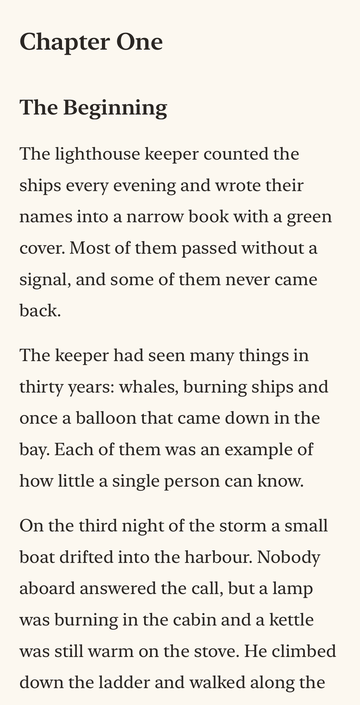 Chapter One
The Beginning
The lighthouse keeper counted the
ships every evening and wrote their
names into a narrow book with a green
cover. Most of them passed without a
signal, and some of them never came
back.
The keeper had seen many things in
thirty years: whales, burning ships and
once a balloon that came down in the
bay. Each of them was an example of
how little a single person can know.
On the third night of the storm a small
boat drifted into the harbour. Nobody
aboard answered the call, but a lamp
was burning in the cabin and a kettle
was still warm on the stove. He climbed
down the ladder and walked along the